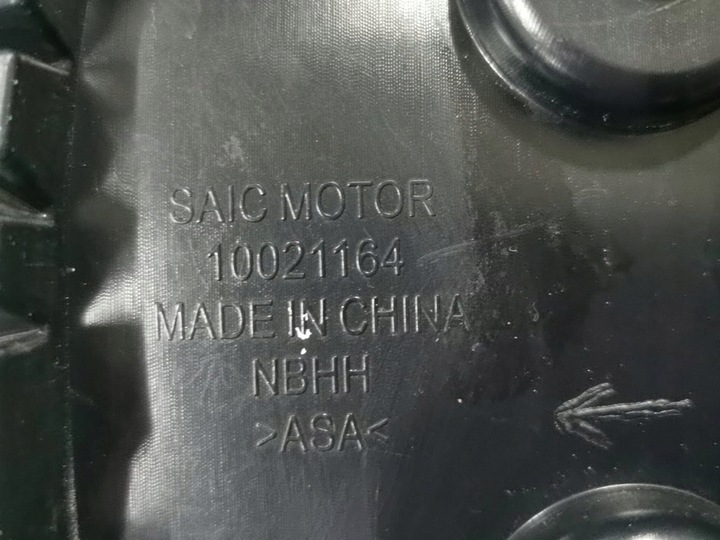 SAIC MOTOR
10021164
MADE IN CHINA
NBHH
>ASA<